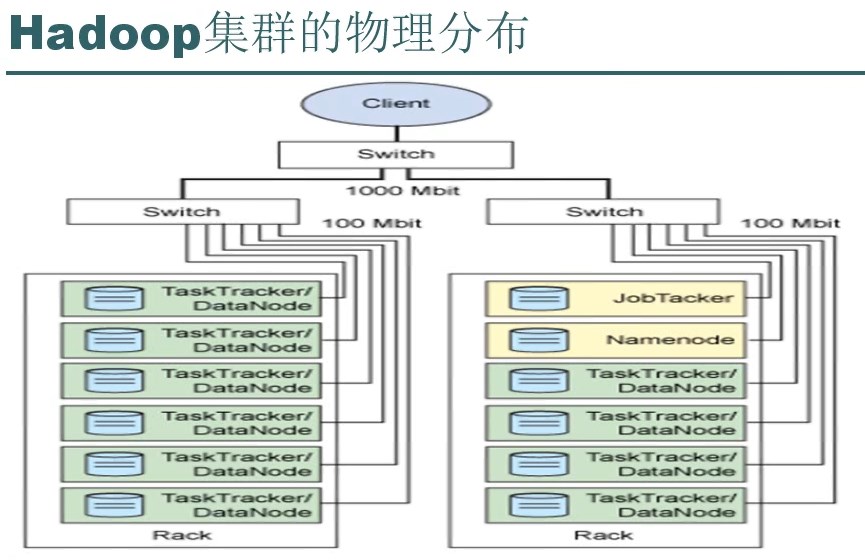 Hadoop集群的物理分布
Client
Switch
1000 Mbit
Switch
100 Mbit
TaskTracker/
DataNode
TaskTracker/
DataNode
TaskTracker/
DataNode
TaskTracker/
DataNode
TaskTracker/
DataNode
TaskTracker/
DataNode
Rack
Switch
100 Mbit
JobTacker
Namenode
TaskTracker/
DataNode
TaskTracker/
DataNode
TaskTracker/
DataNode
TaskTracker/
DataNode
Rack